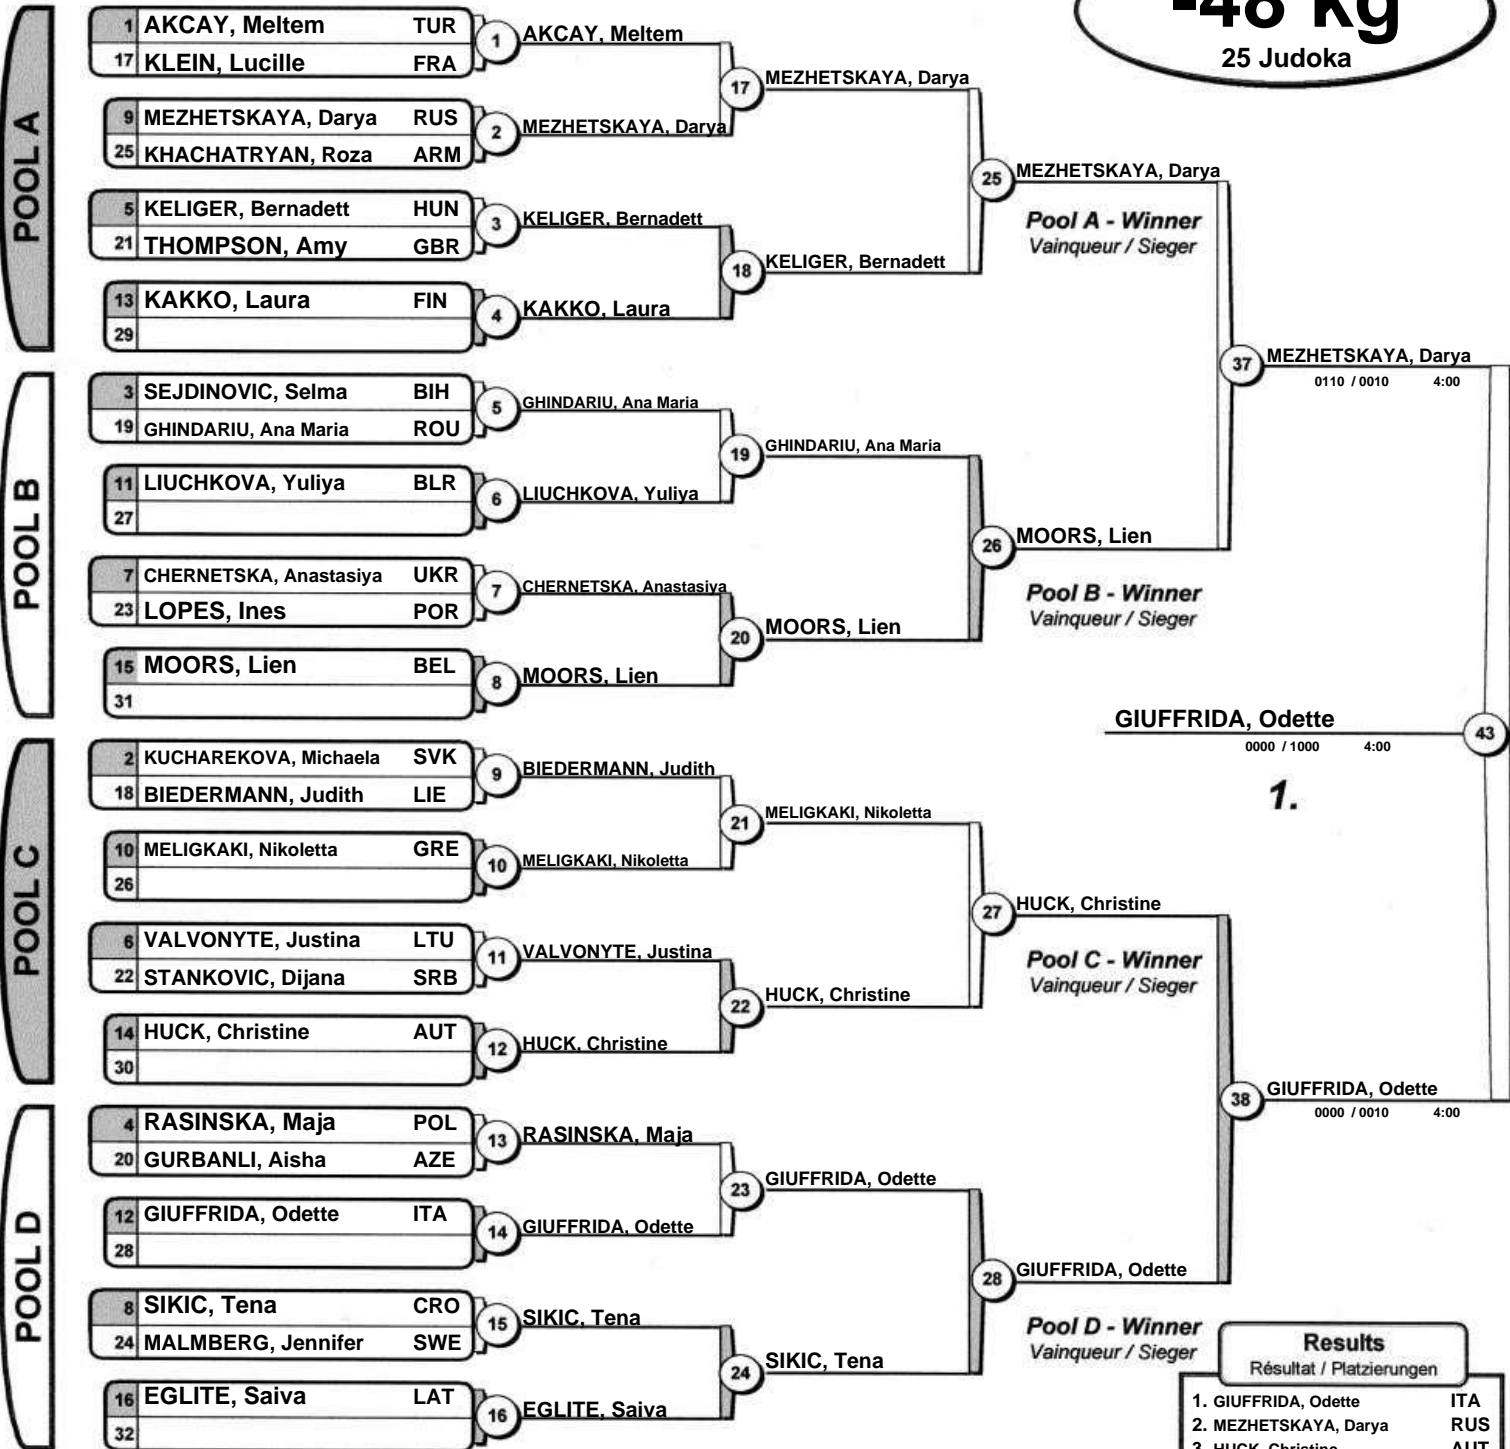 -48 kg
25 Judoka
POOL A
1 AKCAY, Meltem TUR
17 KLEIN, Lucille FRA
1 AKCAY, Meltem
9 MEZHETSKAYA, Darya RUS
25 KHACHATRYAN, Roza ARM
2 MEZHETSKAYA, Darya
17 MEZHETSKAYA, Darya
5 KELIGER, Bernadett HUN
21 THOMPSON, Amy GBR
3 KELIGER, Bernadett
13 KAKKO, Laura FIN
29
4 KAKKO, Laura
18 KELIGER, Bernadett
25 MEZHETSKAYA, Darya
Pool A - Winner
Vainqueur / Sieger
POOL B
3 SEJDINOVIC, Selma BIH
19 GHINDARIU, Ana Maria ROU
5 GHINDARIU, Ana Maria
11 LIUCHKOVA, Yuliya BLR
27
6 LIUCHKOVA, Yuliya
19 GHINDARIU, Ana Maria
7 CHERNETSKA, Anastasiya UKR
23 LOPES, Ines POR
7 CHERNETSKA, Anastasiya
15 MOORS, Lien BEL
31
8 MOORS, Lien
20 MOORS, Lien
26 MOORS, Lien
Pool B - Winner
Vainqueur / Sieger
37 MEZHETSKAYA, Darya
0110 / 0010 4:00
POOL C
2 KUCHAREKOVA, Michaela SVK
18 BIEDERMANN, Judith LIE
9 BIEDERMANN, Judith
10 MELIGKAKI, Nikoletta GRE
26
10 MELIGKAKI, Nikoletta
21 MELIGKAKI, Nikoletta
6 VALVONYTE, Justina LTU
22 STANKOVIC, Dijana SRB
11 VALVONYTE, Justina
14 HUCK, Christine AUT
30
12 HUCK, Christine
22 HUCK, Christine
27 HUCK, Christine
Pool C - Winner
Vainqueur / Sieger
POOL D
4 RASINSKA, Maja POL
20 GURBANLI, Aisha AZE
13 RASINSKA, Maja
12 GIUFFRIDA, Odette ITA
28
14 GIUFFRIDA, Odette
23 GIUFFRIDA, Odette
8 SIKIC, Tena CRO
24 MALMBERG, Jennifer SWE
15 SIKIC, Tena
16 EGLITE, Saiva LAT
32
16 EGLITE, Saiva
24 SIKIC, Tena
28 GIUFFRIDA, Odette
Pool D - Winner
Vainqueur / Sieger
38 GIUFFRIDA, Odette
0000 / 0010 4:00
GIUFFRIDA, Odette 43
0000 / 1000 4:00
1.
Results
Résultat / Platzierungen
1. GIUFFRIDA, Odette ITA
2. MEZHETSKAYA, Darya RUS
3. HUCK, Christine AUT